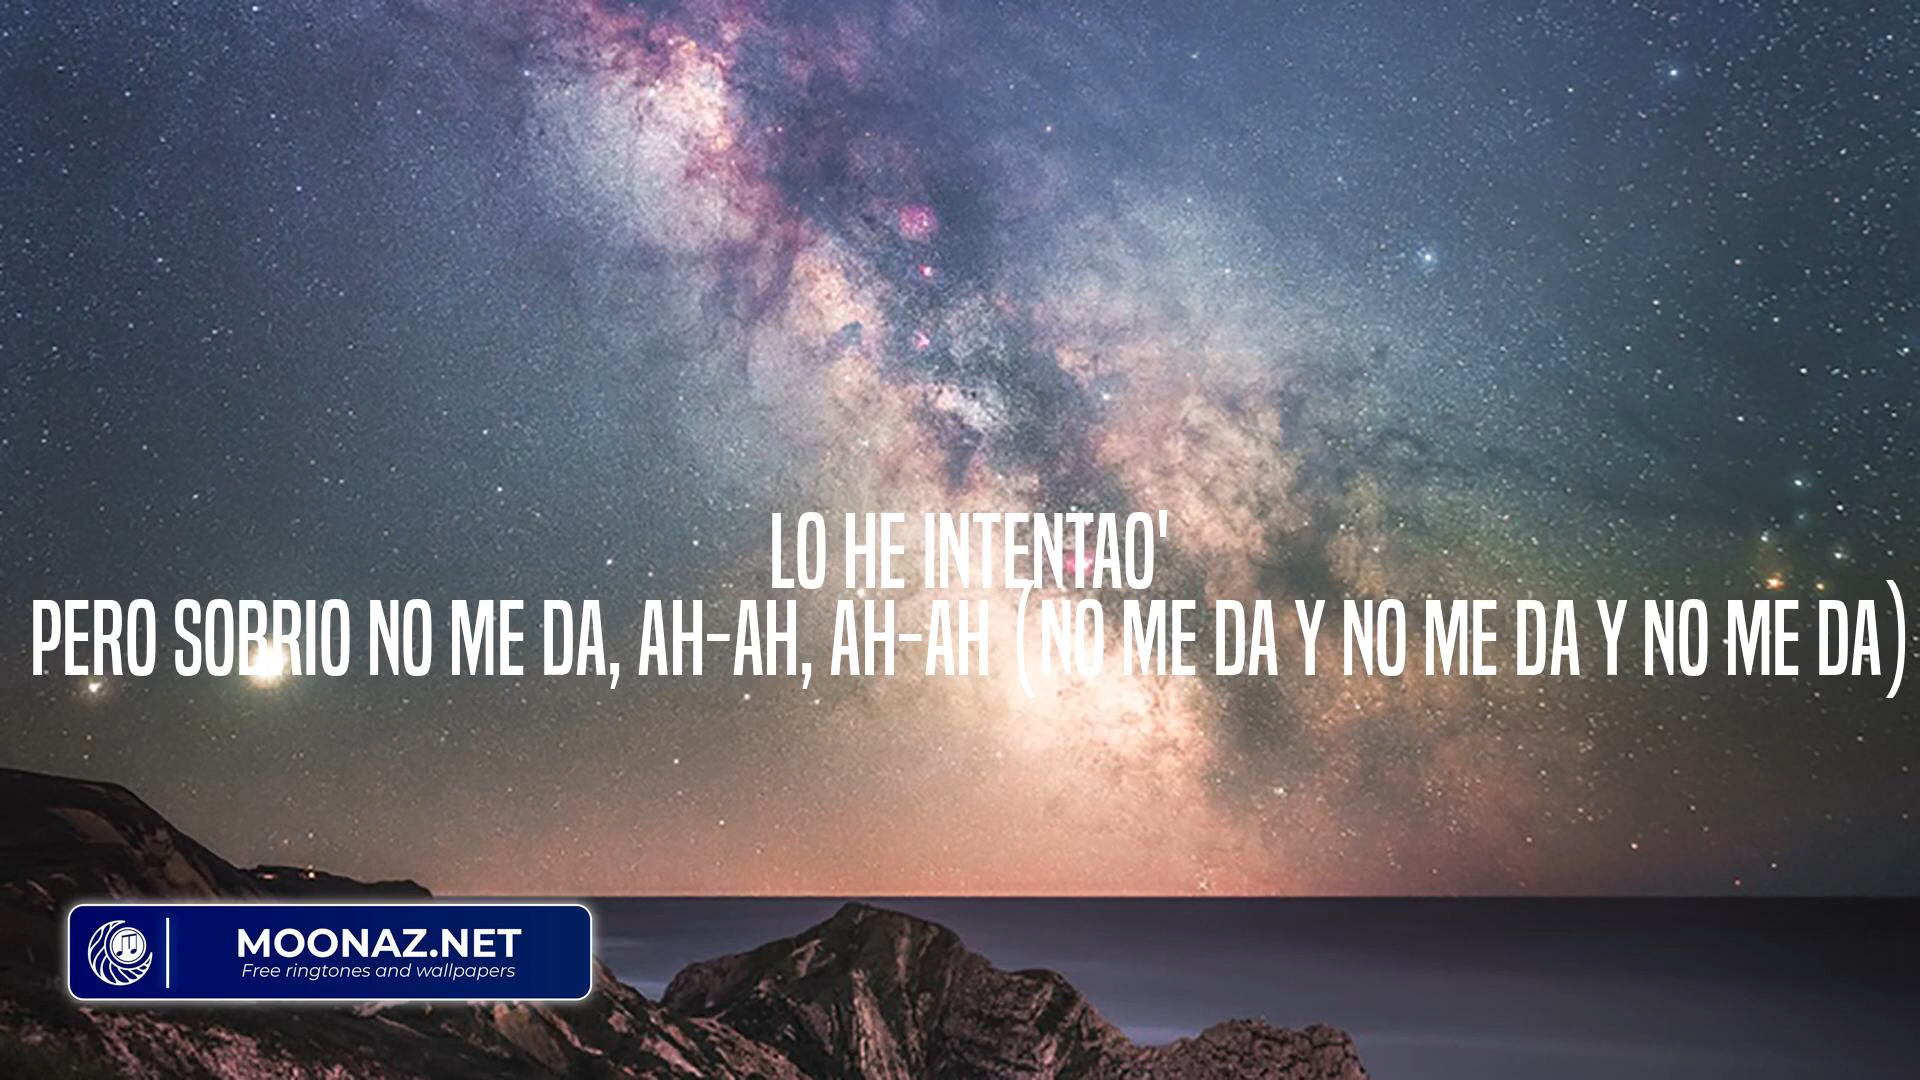 LO HE INTENTAO'
PERO SOBRIO NO ME DA, AH-AH, AH-AH (NO ME DA Y NO ME DA Y NO ME DA)
MOONAZ.NET
Free ringtones and wallpapers